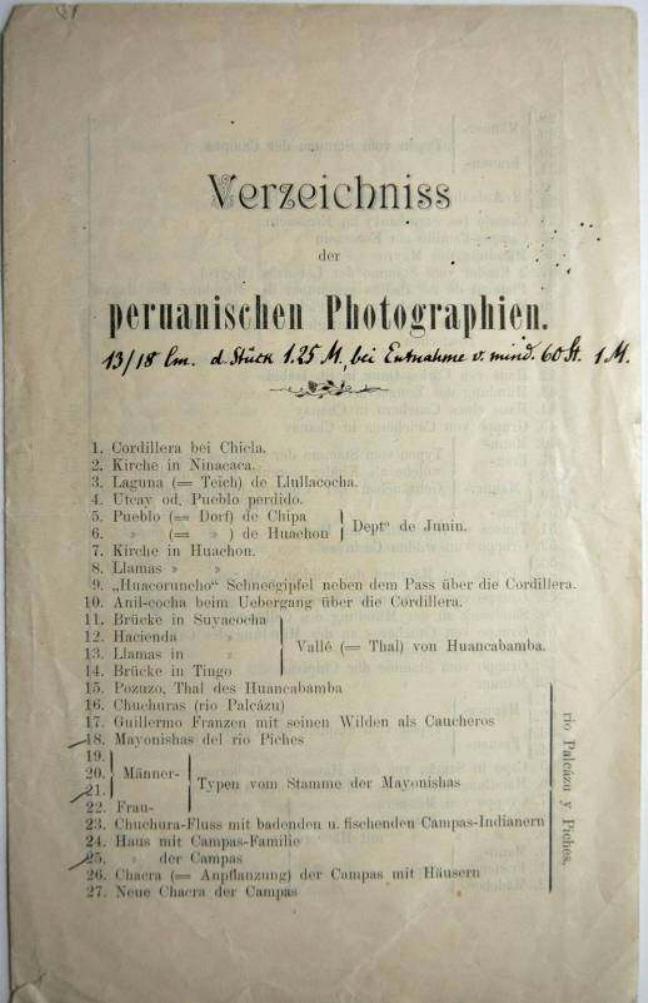 Verzeichniss
der
peruanischen Photographien.
13/18 Cm. d. Stück 1.25 M., bei Entnahme v. mind. 60 St. 1 M.
1. Cordillera bei Chicla.
2. Kirche in Ninacaca.
3. Laguna (= Teich) de Llullacocha.
4. Utcay od. Pueblo perdido.
5. Pueblo (= Dorf) de Chipa
6. » (= » ) de Huachon
Deptº de Junin.
7. Kirche in Huachon.
8. Llamas » »
9. „Huacoruncho“ Schneegipfel neben dem Pass über die Cordillera.
10. Anil-cocha beim Uebergang über die Cordillera.
11. Brücke in Suyacocha
12. Hacienda »
13. Llamas in »
14. Brücke in Tingo
Vallé (= Thal) von Huancabamba.
15. Pozuzo, Thal des Huancabamba
16. Chuchuras (rio Palcázu)
17. Guillermo Franzen mit seinen Wilden als Caucheros
18. Mayonishas del rio Piches
19.
20. Männer-
21.
22. Frau-
Typen vom Stamme der Mayonishas
23. Chuchura-Fluss mit badenden u. fischenden Campas-Indianern
24. Haus mit Campas-Familie
25. » der Campas
26. Chacra (= Anpflanzung) der Campas mit Häusern
27. Neue Chacra der Campas
rio Palcázu y Piches.